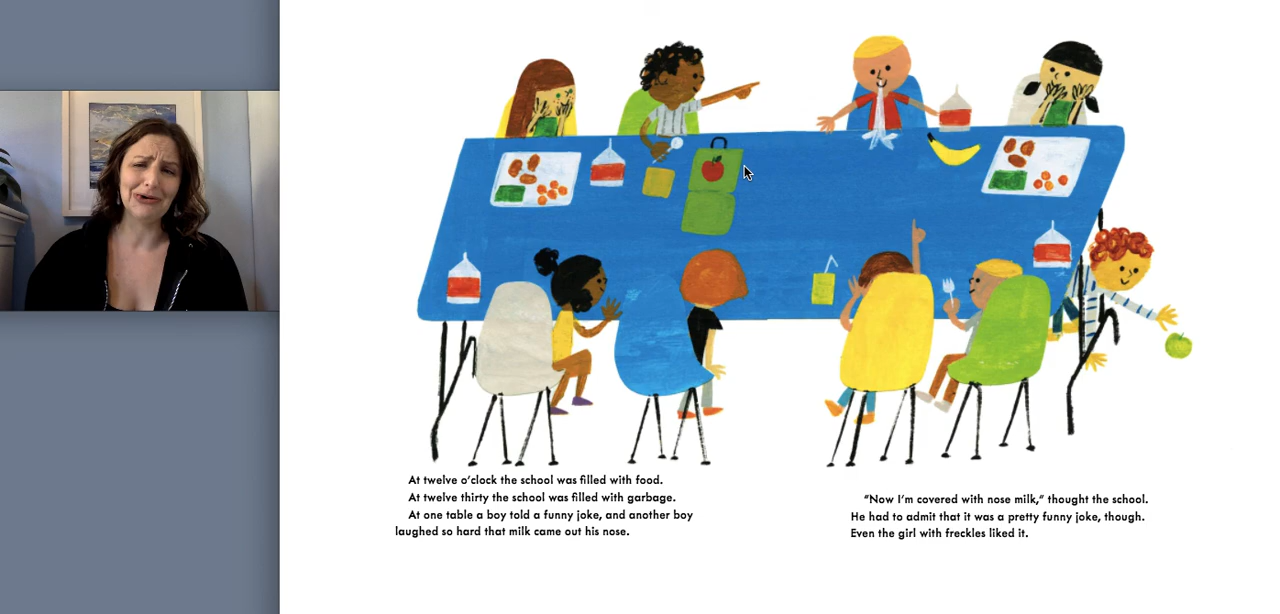 At twelve o'clock the school was filled with food.
At twelve thirty the school was filled with garbage.
At one table a boy told a funny joke, and another boy
laughed so hard that milk came out his nose.
"Now I'm covered with nose milk," thought the school.
He had to admit that it was a pretty funny joke, though.
Even the girl with freckles liked it.